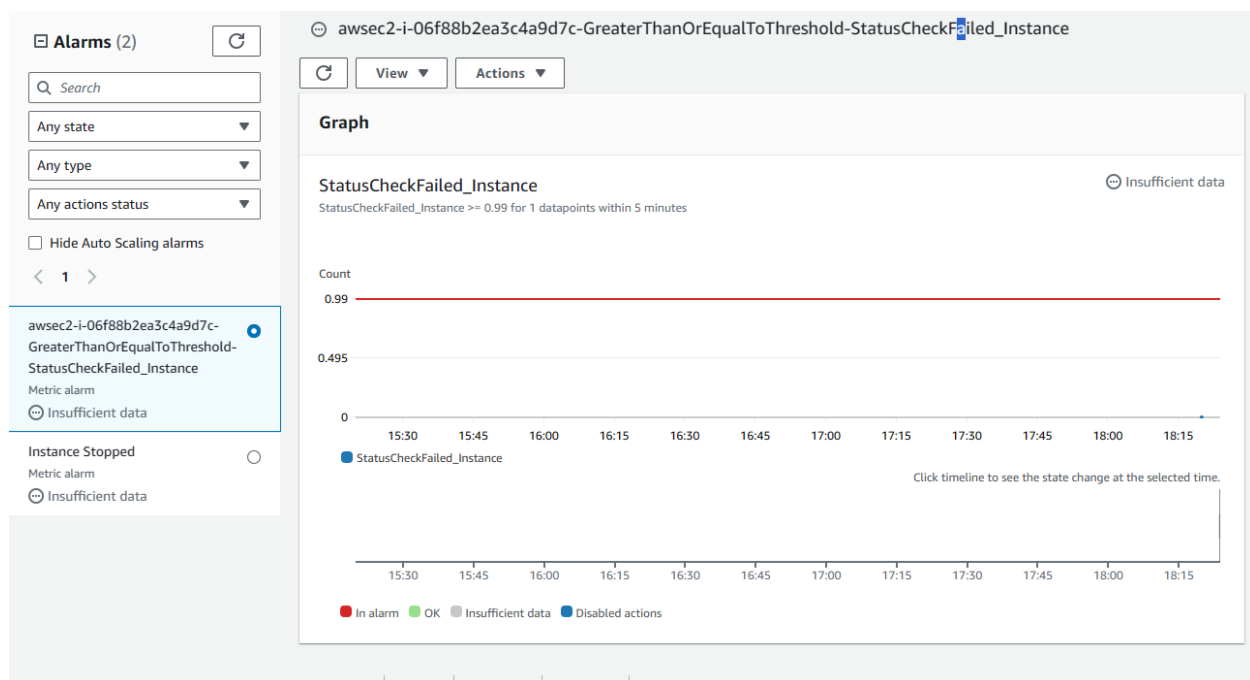 Alarms (2)
Search
Any state
Any type
Any actions status
Hide Auto Scaling alarms
1
awsec2-i-06f88b2ea3c4a9d7c-
GreaterThanOrEqualToThreshold-
StatusCheckFailed_Instance
Metric alarm
Insufficient data
Instance Stopped
Metric alarm
Insufficient data
awsec2-i-06f88b2ea3c4a9d7c-GreaterThanOrEqualToThreshold-StatusCheckFailed_Instance
View
Actions
Graph
StatusCheckFailed_Instance
Insufficient data
StatusCheckFailed_Instance >= 0.99 for 1 datapoints within 5 minutes
Count
0.99
0.495
0
15:30 15:45 16:00 16:15 16:30 16:45 17:00 17:15 17:30 17:45 18:00 18:15
StatusCheckFailed_Instance
Click timeline to see the state change at the selected time.
15:30 15:45 16:00 16:15 16:30 16:45 17:00 17:15 17:30 17:45 18:00 18:15
In alarm OK Insufficient data Disabled actions